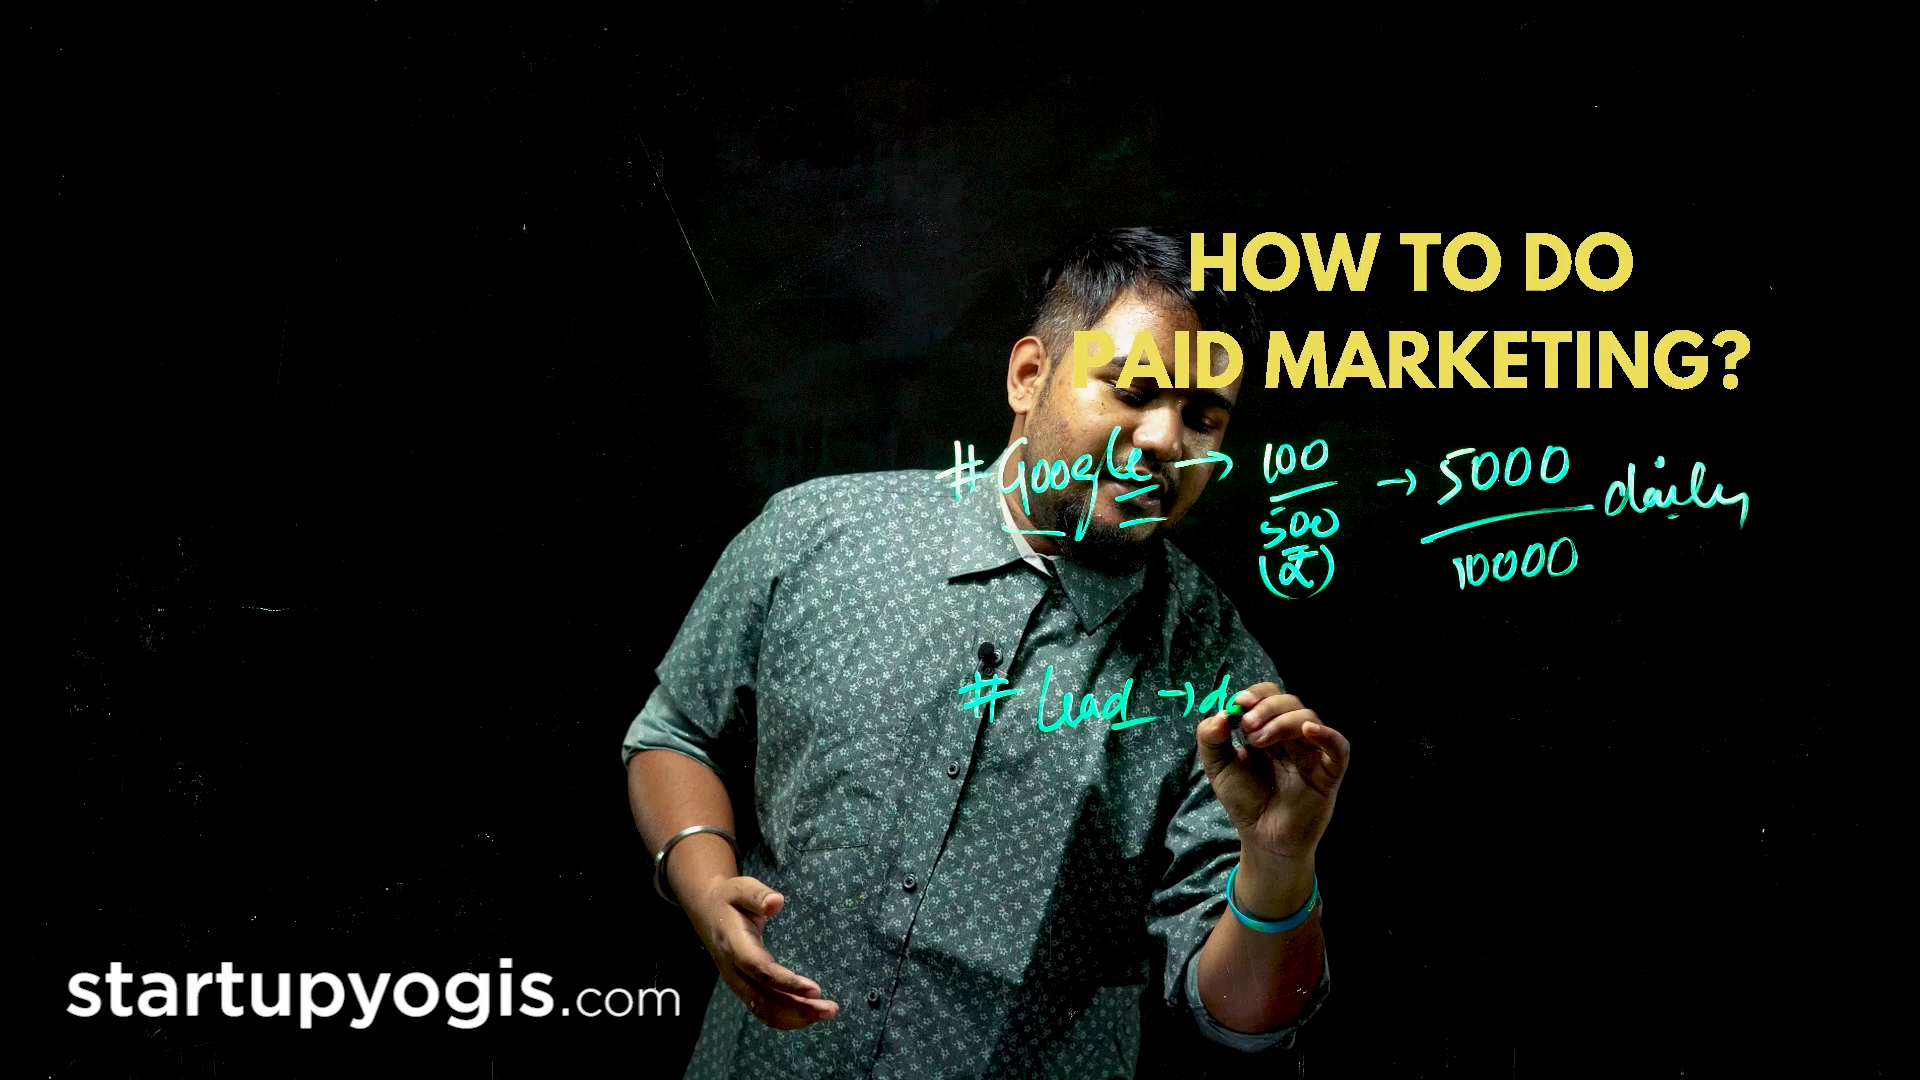 HOW TO DO
PAID MARKETING?
# Google → 100 → 5000 daily
500 10000
(₹)
# Lead →
startupyogis.com